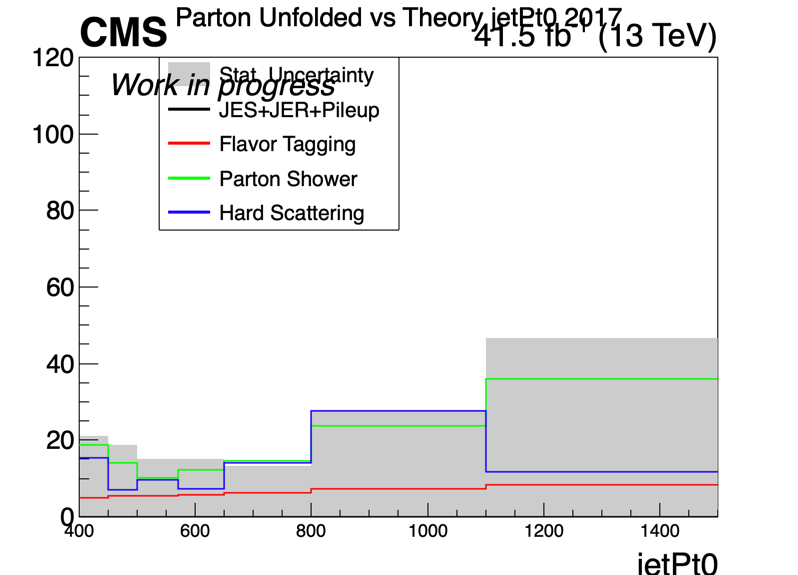 Parton Unfolded vs Theory jetPt0 2017
CMS
41.5 fb-1 (13 TeV)
Work in progress
Stat. Uncertainty
JES+JER+Pileup
Flavor Tagging
Parton Shower
Hard Scattering
120
100
80
60
40
20
0
400 600 800 1000 1200 1400
jetPt0